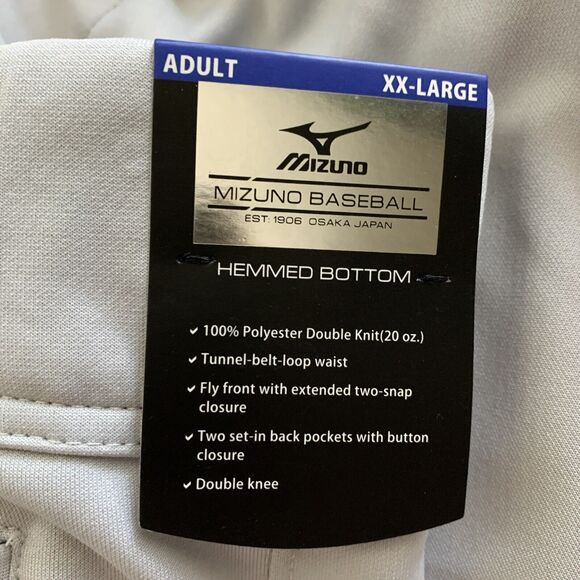 ADULT
XX-LARGE
MIZUNO
MIZUNO BASEBALL
EST: 1906 OSAKA JAPAN
HEMMED BOTTOM
100% Polyester Double Knit(20 oz.)
Tunnel-belt-loop waist
Fly front with extended two-snap
closure
Two set-in back pockets with button
closure
Double knee